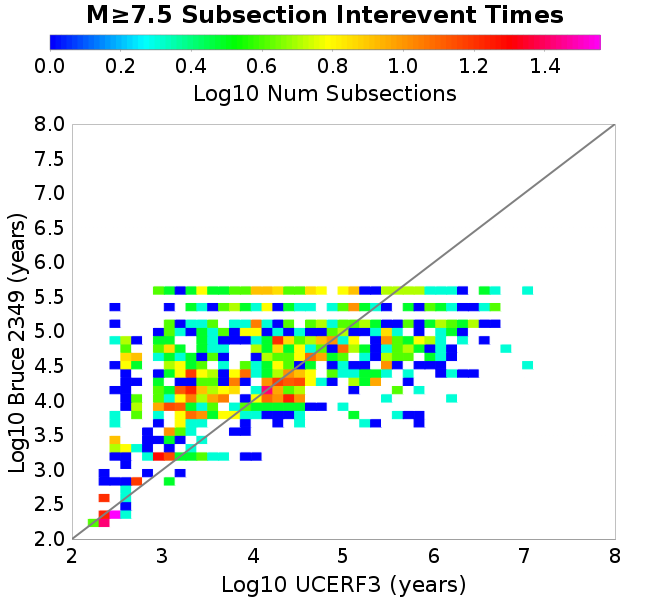 M≥7.5 Subsection Interevent Times
0.0 0.2 0.4 0.6 0.8 1.0 1.2 1.4
Log10 Num Subsections
8.0
7.5
7.0
6.5
6.0
5.5
5.0
4.5
4.0
3.5
3.0
2.5
2.0
Log10 Bruce 2349 (years)
2 3 4 5 6 7 8
Log10 UCERF3 (years)